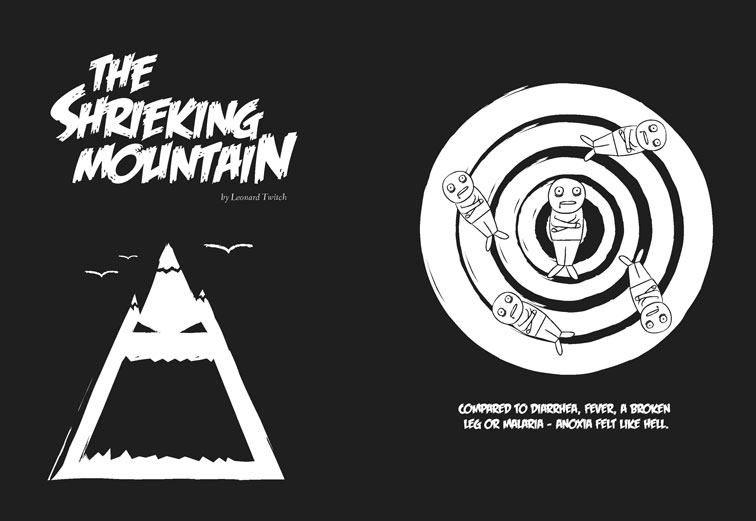 THE
SHRIEKING
MOUNTAIN
by Leonard Twitch
COMPARED TO DIARRHEA, FEVER, A BROKEN
LEG OR MALARIA - ANOXIA FELT LIKE HELL.